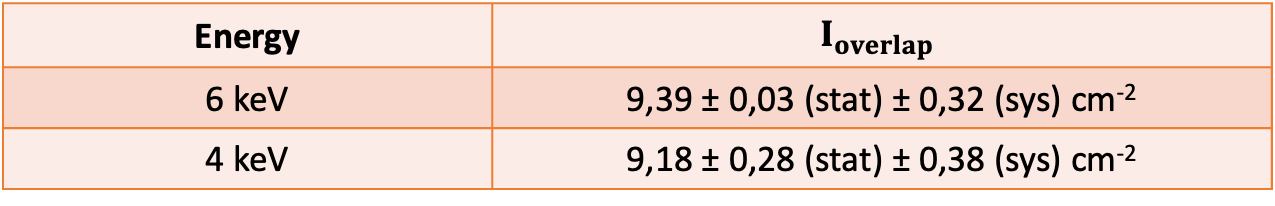 Energy I_overlap
6 keV 9,39 ± 0,03 (stat) ± 0,32 (sys) cm⁻²
4 keV 9,18 ± 0,28 (stat) ± 0,38 (sys) cm⁻²